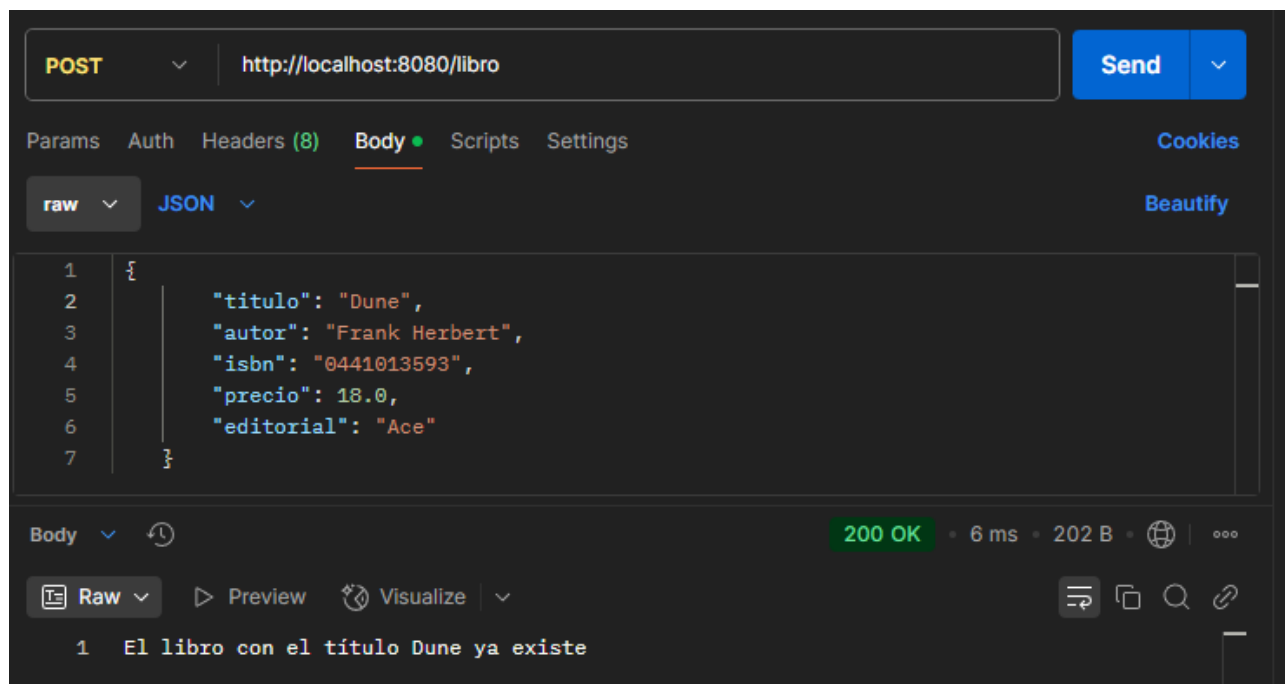 POST http://localhost:8080/libro Send
Params Auth Headers (8) Body Scripts Settings Cookies
raw JSON Beautify
1 {
2 "titulo": "Dune",
3 "autor": "Frank Herbert",
4 "isbn": "0441013593",
5 "precio": 18.0,
6 "editorial": "Ace"
7 }
Body 200 OK • 6 ms • 202 B •
Raw Preview Visualize
1 El libro con el título Dune ya existe